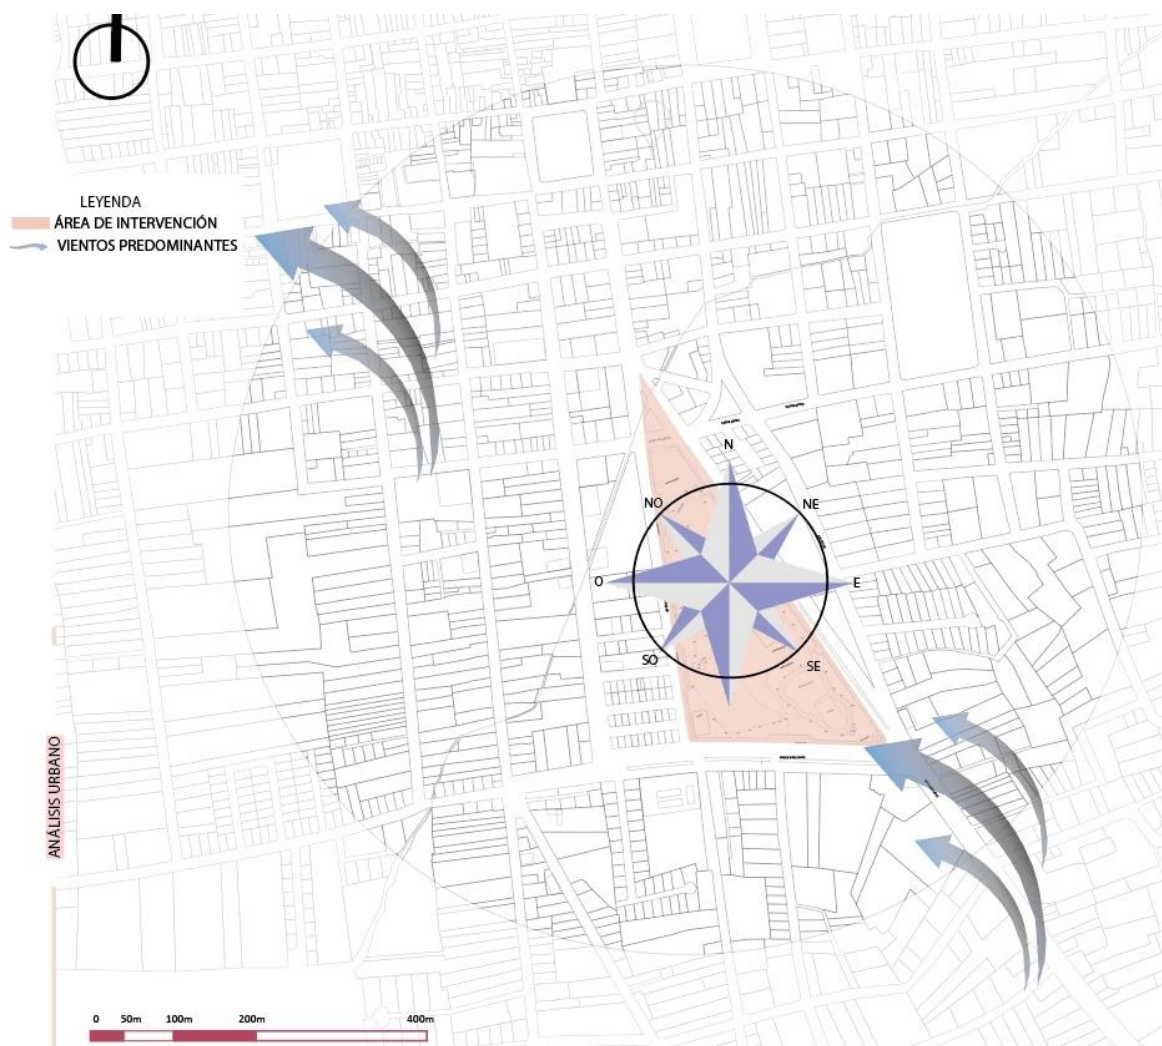 LEYENDA
ÁREA DE INTERVENCIÓN
VIENTOS PREDOMINANTES
N
NO
NE
O
E
SO
SE
ANÁLISIS URBANO
0 50m 100m 200m 400m